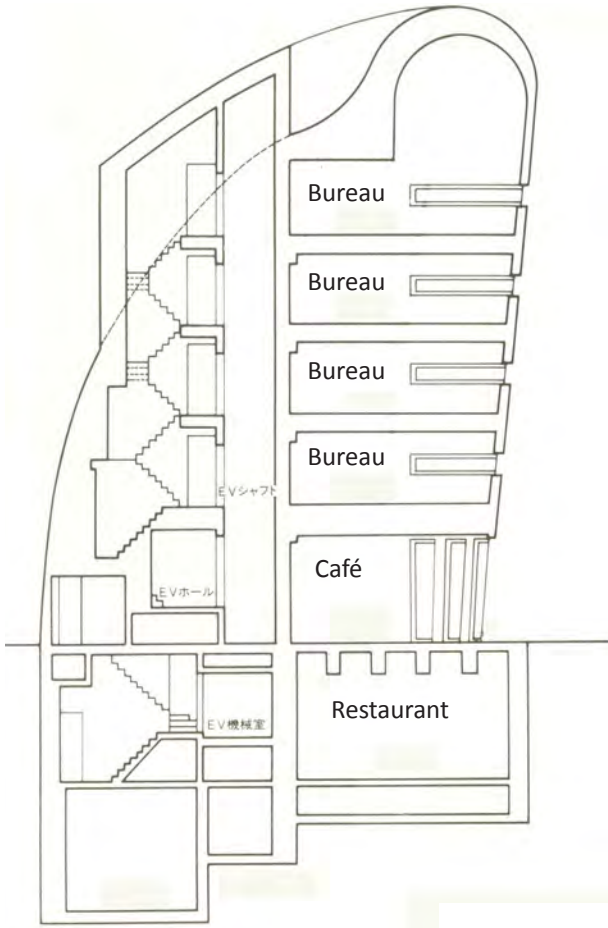 Bureau
Bureau
Bureau
Bureau
EVシャフト
Café
EVホール
Restaurant
EV機械室